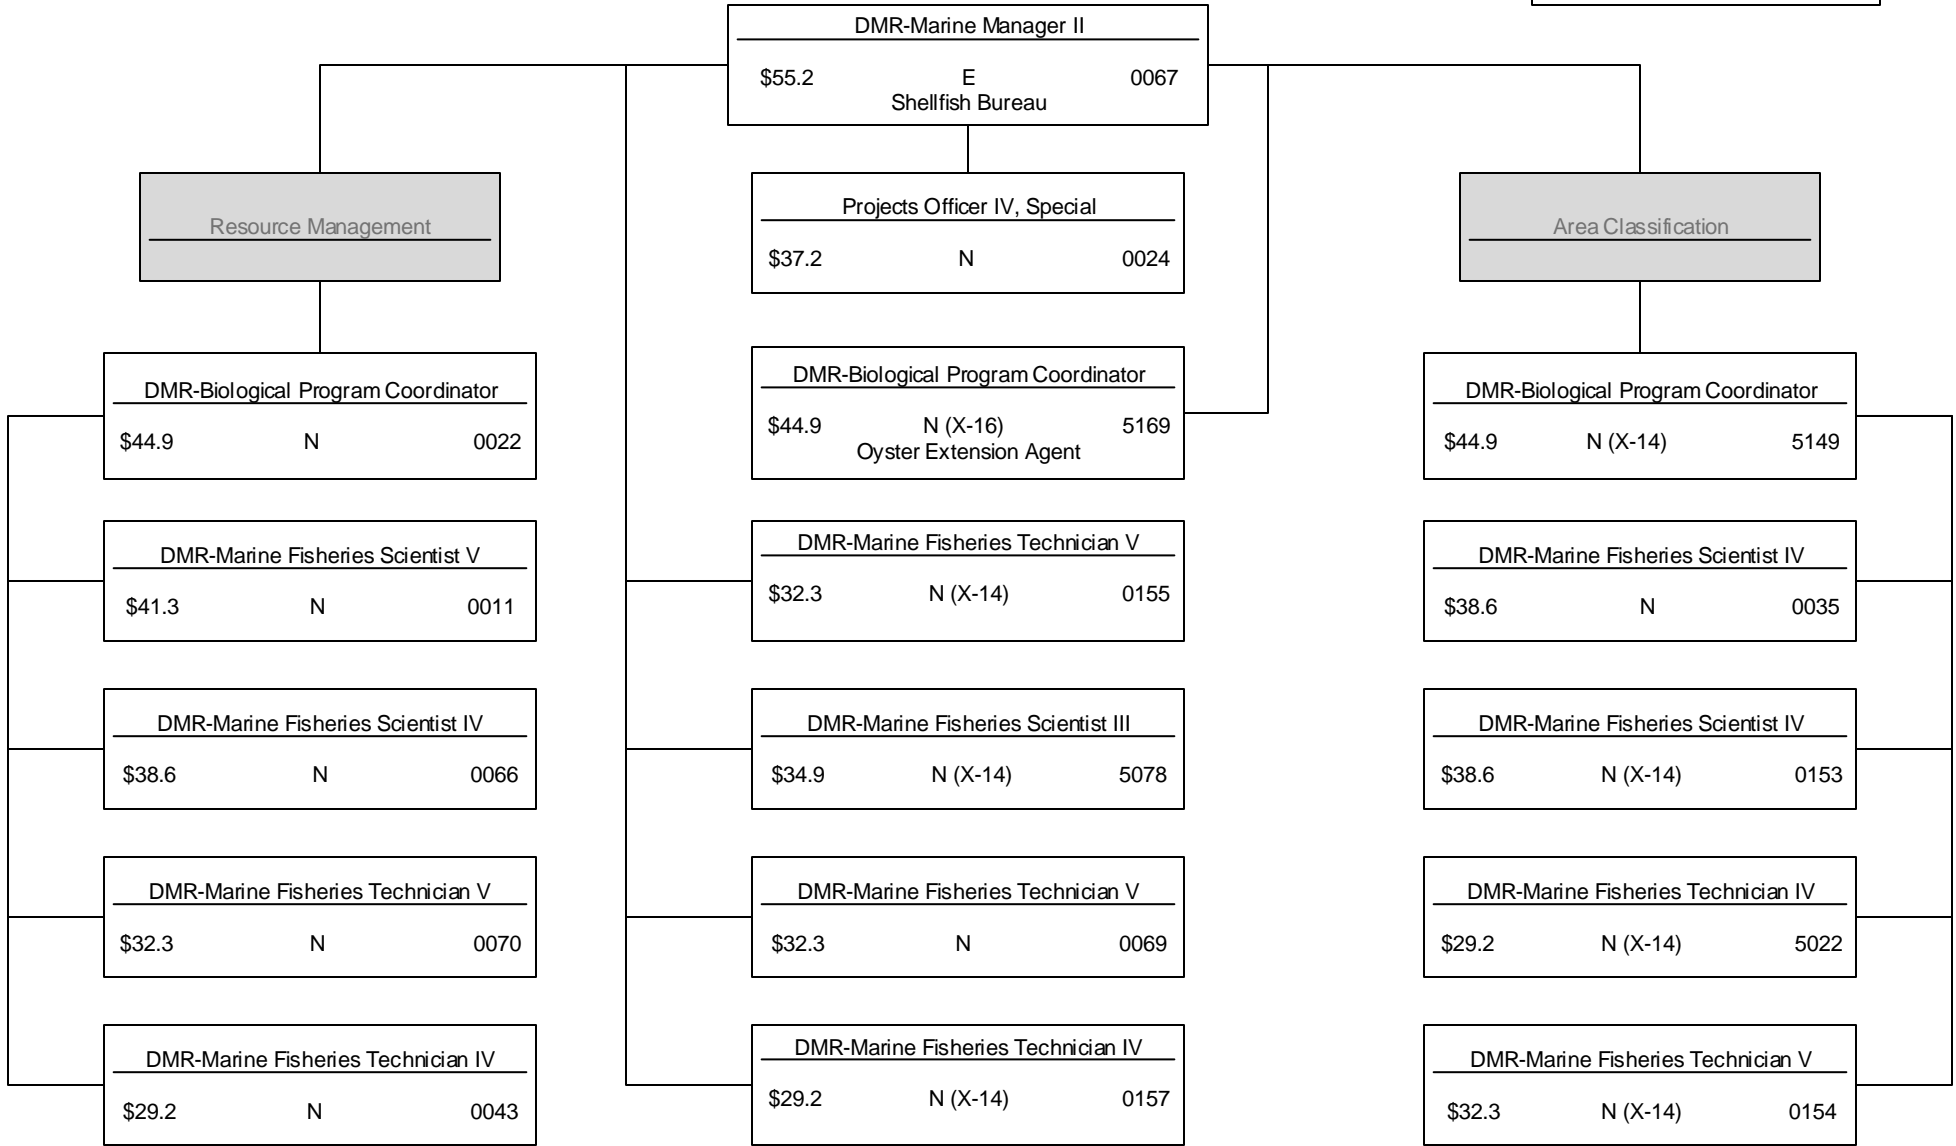 DMR-Marine Manager II
$55.2 E 0067
Shellfish Bureau
Resource Management
Projects Officer IV, Special
$37.2 N 0024
Area Classification
DMR-Biological Program Coordinator
$44.9 N 0022
DMR-Biological Program Coordinator
$44.9 N (X-16) 5169
Oyster Extension Agent
DMR-Biological Program Coordinator
$44.9 N (X-14) 5149
DMR-Marine Fisheries Scientist V
$41.3 N 0011
DMR-Marine Fisheries Technician V
$32.3 N (X-14) 0155
DMR-Marine Fisheries Scientist IV
$38.6 N 0035
DMR-Marine Fisheries Scientist IV
$38.6 N 0066
DMR-Marine Fisheries Scientist III
$34.9 N (X-14) 5078
DMR-Marine Fisheries Scientist IV
$38.6 N (X-14) 0153
DMR-Marine Fisheries Technician V
$32.3 N 0070
DMR-Marine Fisheries Technician V
$32.3 N 0069
DMR-Marine Fisheries Technician IV
$29.2 N (X-14) 5022
DMR-Marine Fisheries Technician IV
$29.2 N 0043
DMR-Marine Fisheries Technician IV
$29.2 N (X-14) 0157
DMR-Marine Fisheries Technician V
$32.3 N (X-14) 0154